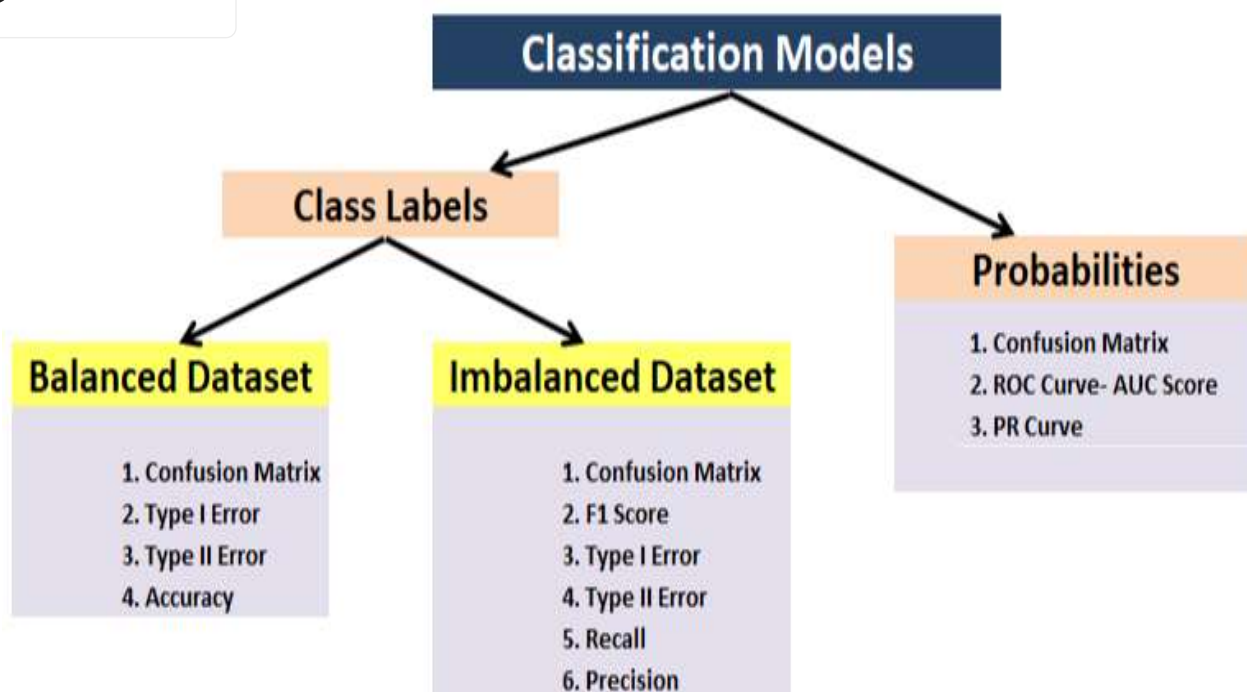 Classification Models
Class Labels
Probabilities
1. Confusion Matrix
2. ROC Curve- AUC Score
3. PR Curve
Balanced Dataset
1. Confusion Matrix
2. Type I Error
3. Type II Error
4. Accuracy
Imbalanced Dataset
1. Confusion Matrix
2. F1 Score
3. Type I Error
4. Type II Error
5. Recall
6. Precision